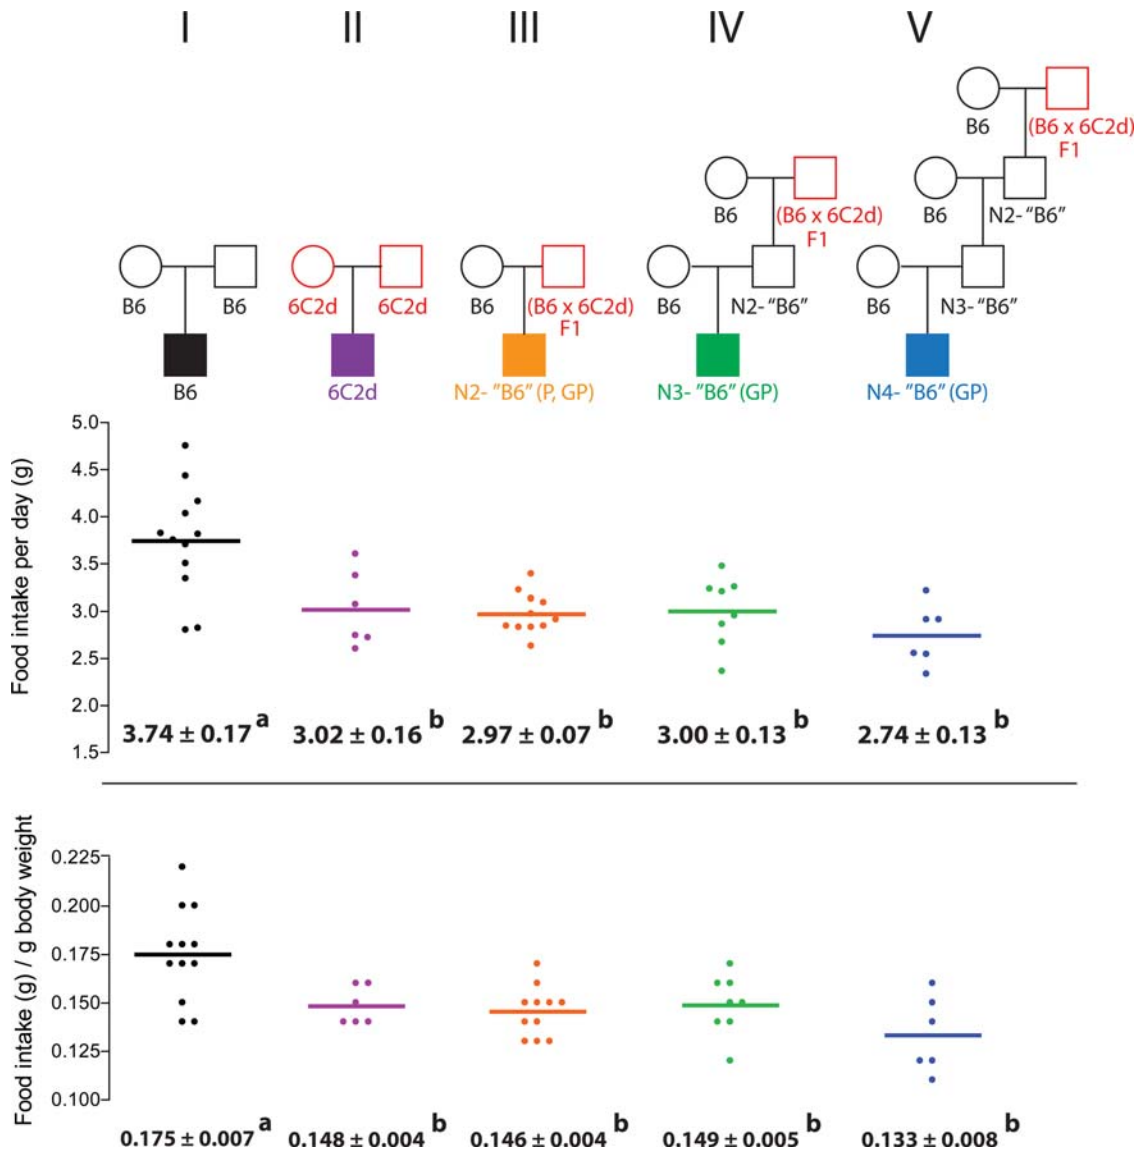 I II III IV V
B6 (B6 x 6C2d)
F1
B6 (B6 x 6C2d)
F1
B6 N2- “B6”
B6 B6 6C2d 6C2d B6 (B6 x 6C2d)
F1
B6 N2- “B6” B6 N3- “B6”
B6 6C2d N2- ”B6” (P, GP) N3- ”B6” (GP) N4- ”B6” (GP)
Food intake per day (g)
5.0
4.5
4.0
3.5
3.0
2.5
2.0
1.5
3.74 ± 0.17 a 3.02 ± 0.16 b 2.97 ± 0.07 b 3.00 ± 0.13 b 2.74 ± 0.13 b
Food intake (g) / g body weight
0.225
0.200
0.175
0.150
0.125
0.100
0.175 ± 0.007 a 0.148 ± 0.004 b 0.146 ± 0.004 b 0.149 ± 0.005 b 0.133 ± 0.008 b